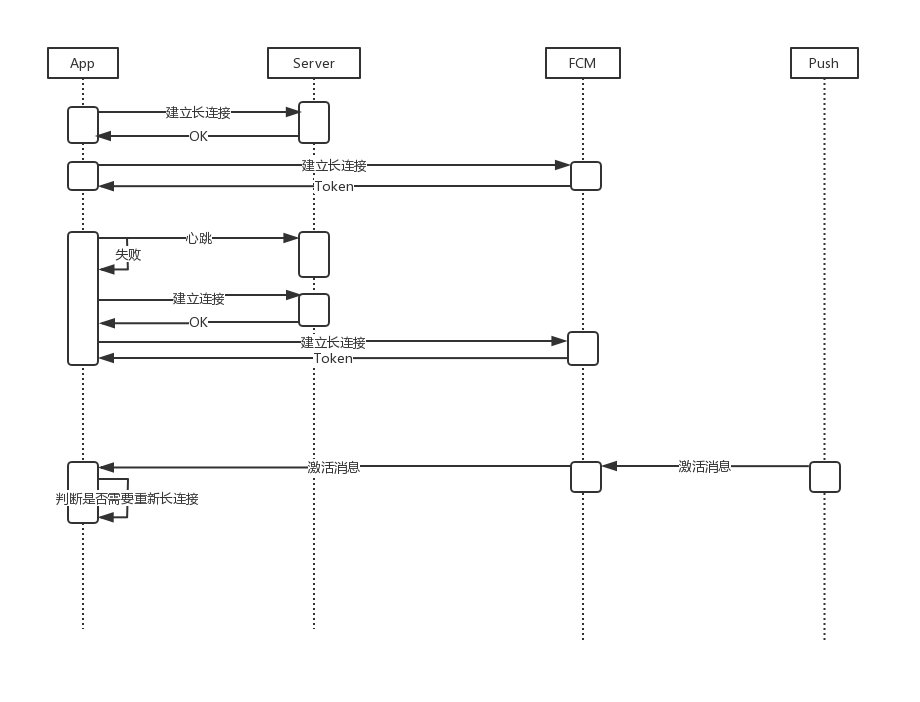 App
Server
FCM
Push
建立长连接
OK
建立长连接
Token
心跳
失败
建立连接
OK
建立长连接
Token
激活消息
激活消息
判断是否需要重新长连接